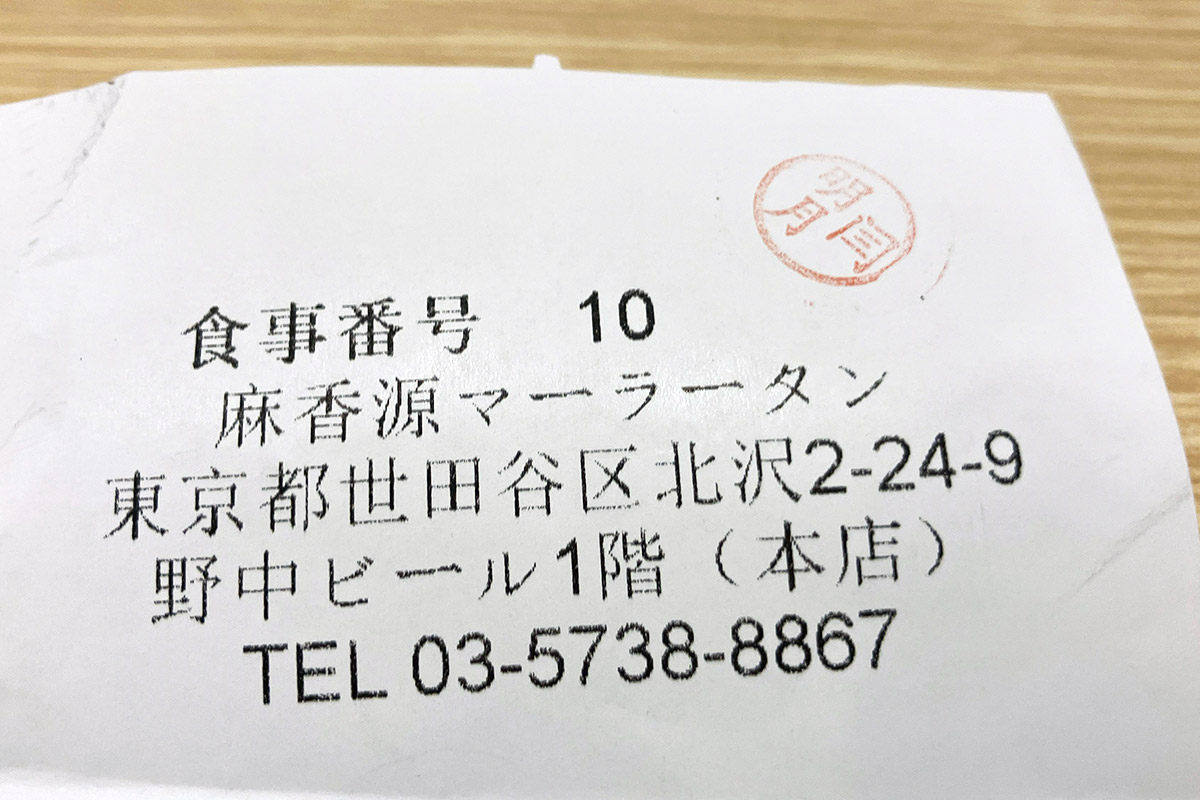 明月
食事番号 10
麻香源マーラータン
東京都世田谷区北沢2-24-9
野中ビール1階（本店）
TEL 03-5738-8867